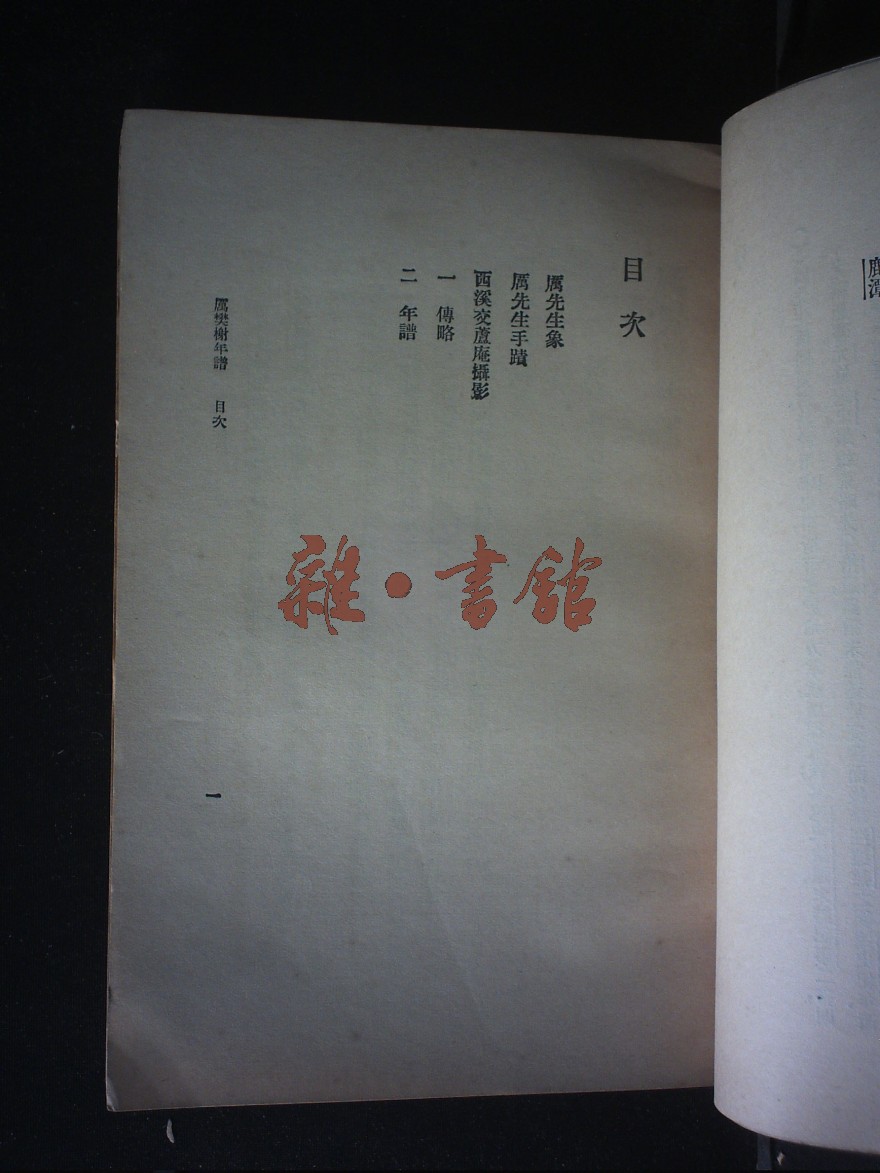 目次
厲先生象
厲先生手蹟
西溪交蘆庵攝影
一 傳略
二 年譜
厲樊榭年譜 目次
一
雜·書館